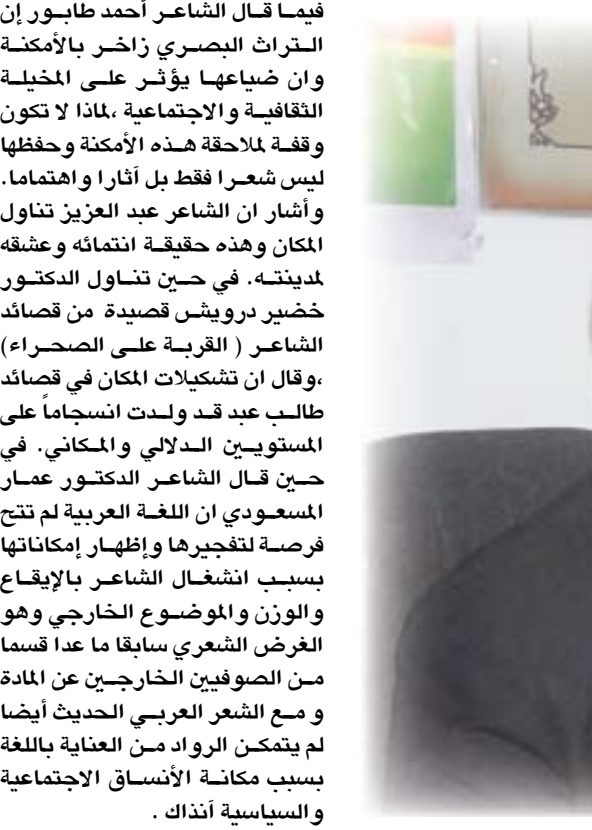 فيما قال الشاعر أحمد طابور إن
التراث البصري زاخر بالأمكنة
وان ضياعها يؤثر على المخيلة
الثقافية والاجتماعية ،لماذا لا تكون
وقفة لملاحقة هذه الأمكنة وحفظها
ليس شعرا فقط بل آثارا واهتماما.
وأشار ان الشاعر عبد العزيز تناول
المكان وهذه حقيقة انتمائه وعشقه
لمدينته. في حين تناول الدكتور
خضير درويش قصيدة من قصائد
الشاعر ( القربة على الصحراء)
،وقال ان تشكيلات المكان في قصائد
طالب عبد قد ولدت انسجاماً على
المستويين الدلالي والمكاني. في
حين قال الشاعر الدكتور عمار
المسعودي ان اللغة العربية لم تتح
فرصة لتفجيرها وإظهار إمكاناتها
بسبب انشغال الشاعر بالإيقاع
والوزن والموضوع الخارجي وهو
الغرض الشعري سابقا ما عدا قسما
من الصوفيين الخارجين عن المادة
و مع الشعر العربي الحديث أيضا
لم يتمكن الرواد من العناية باللغة
بسبب مكانة الأنساق الاجتماعية
والسياسية آنذاك .